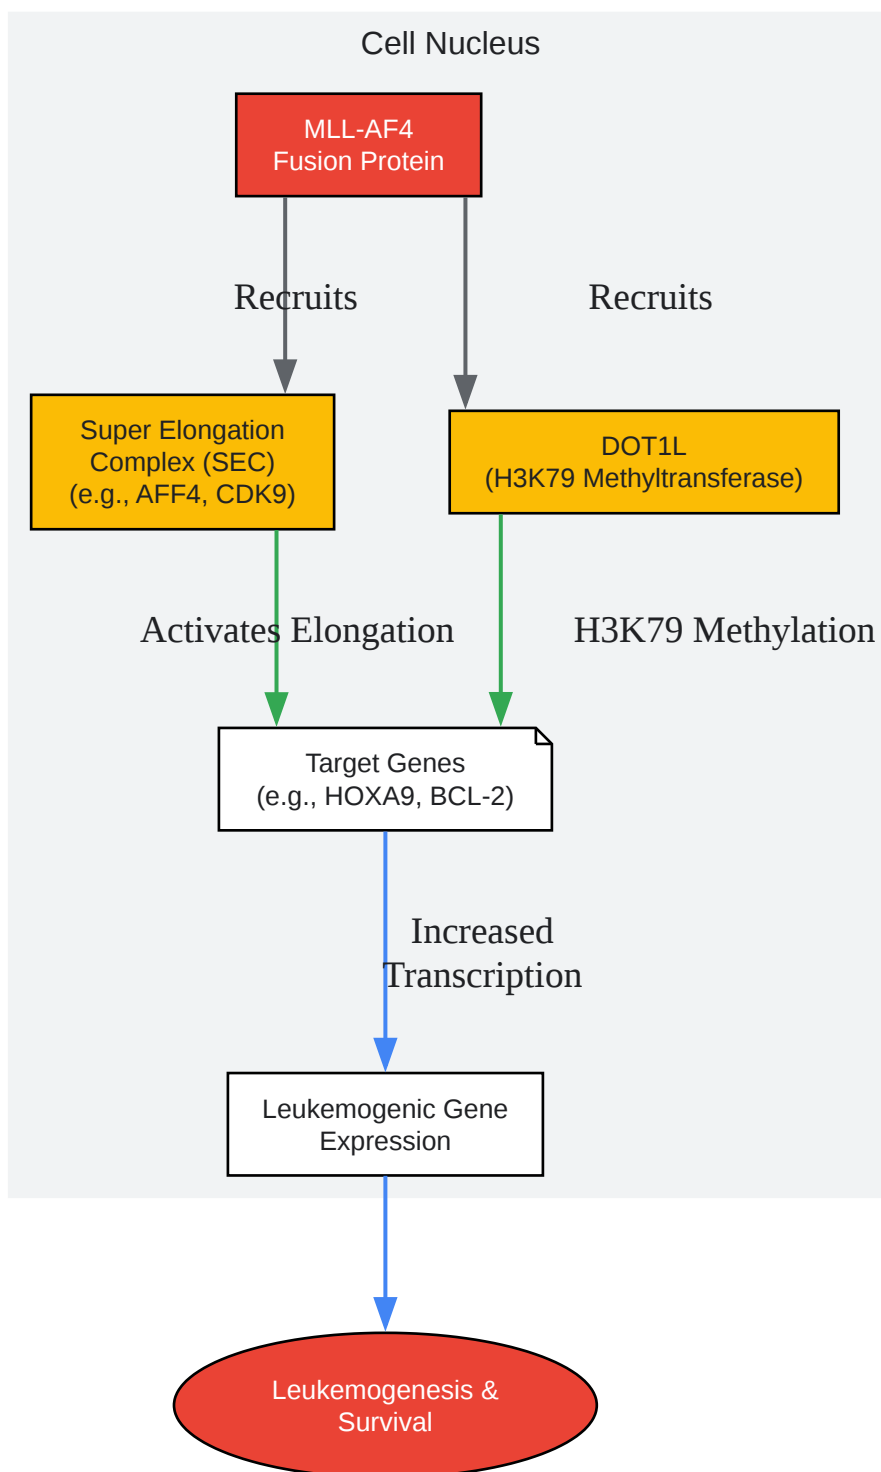 Cell Nucleus
MLL-AF4
Fusion Protein
Recruits
Recruits
Super Elongation
Complex (SEC)
(e.g., AFF4, CDK9)
DOT1L
(H3K79 Methyltransferase)
Activates Elongation
H3K79 Methylation
Target Genes
(e.g., HOXA9, BCL-2)
Increased
Transcription
Leukemogenic Gene
Expression
Leukemogenesis &
Survival